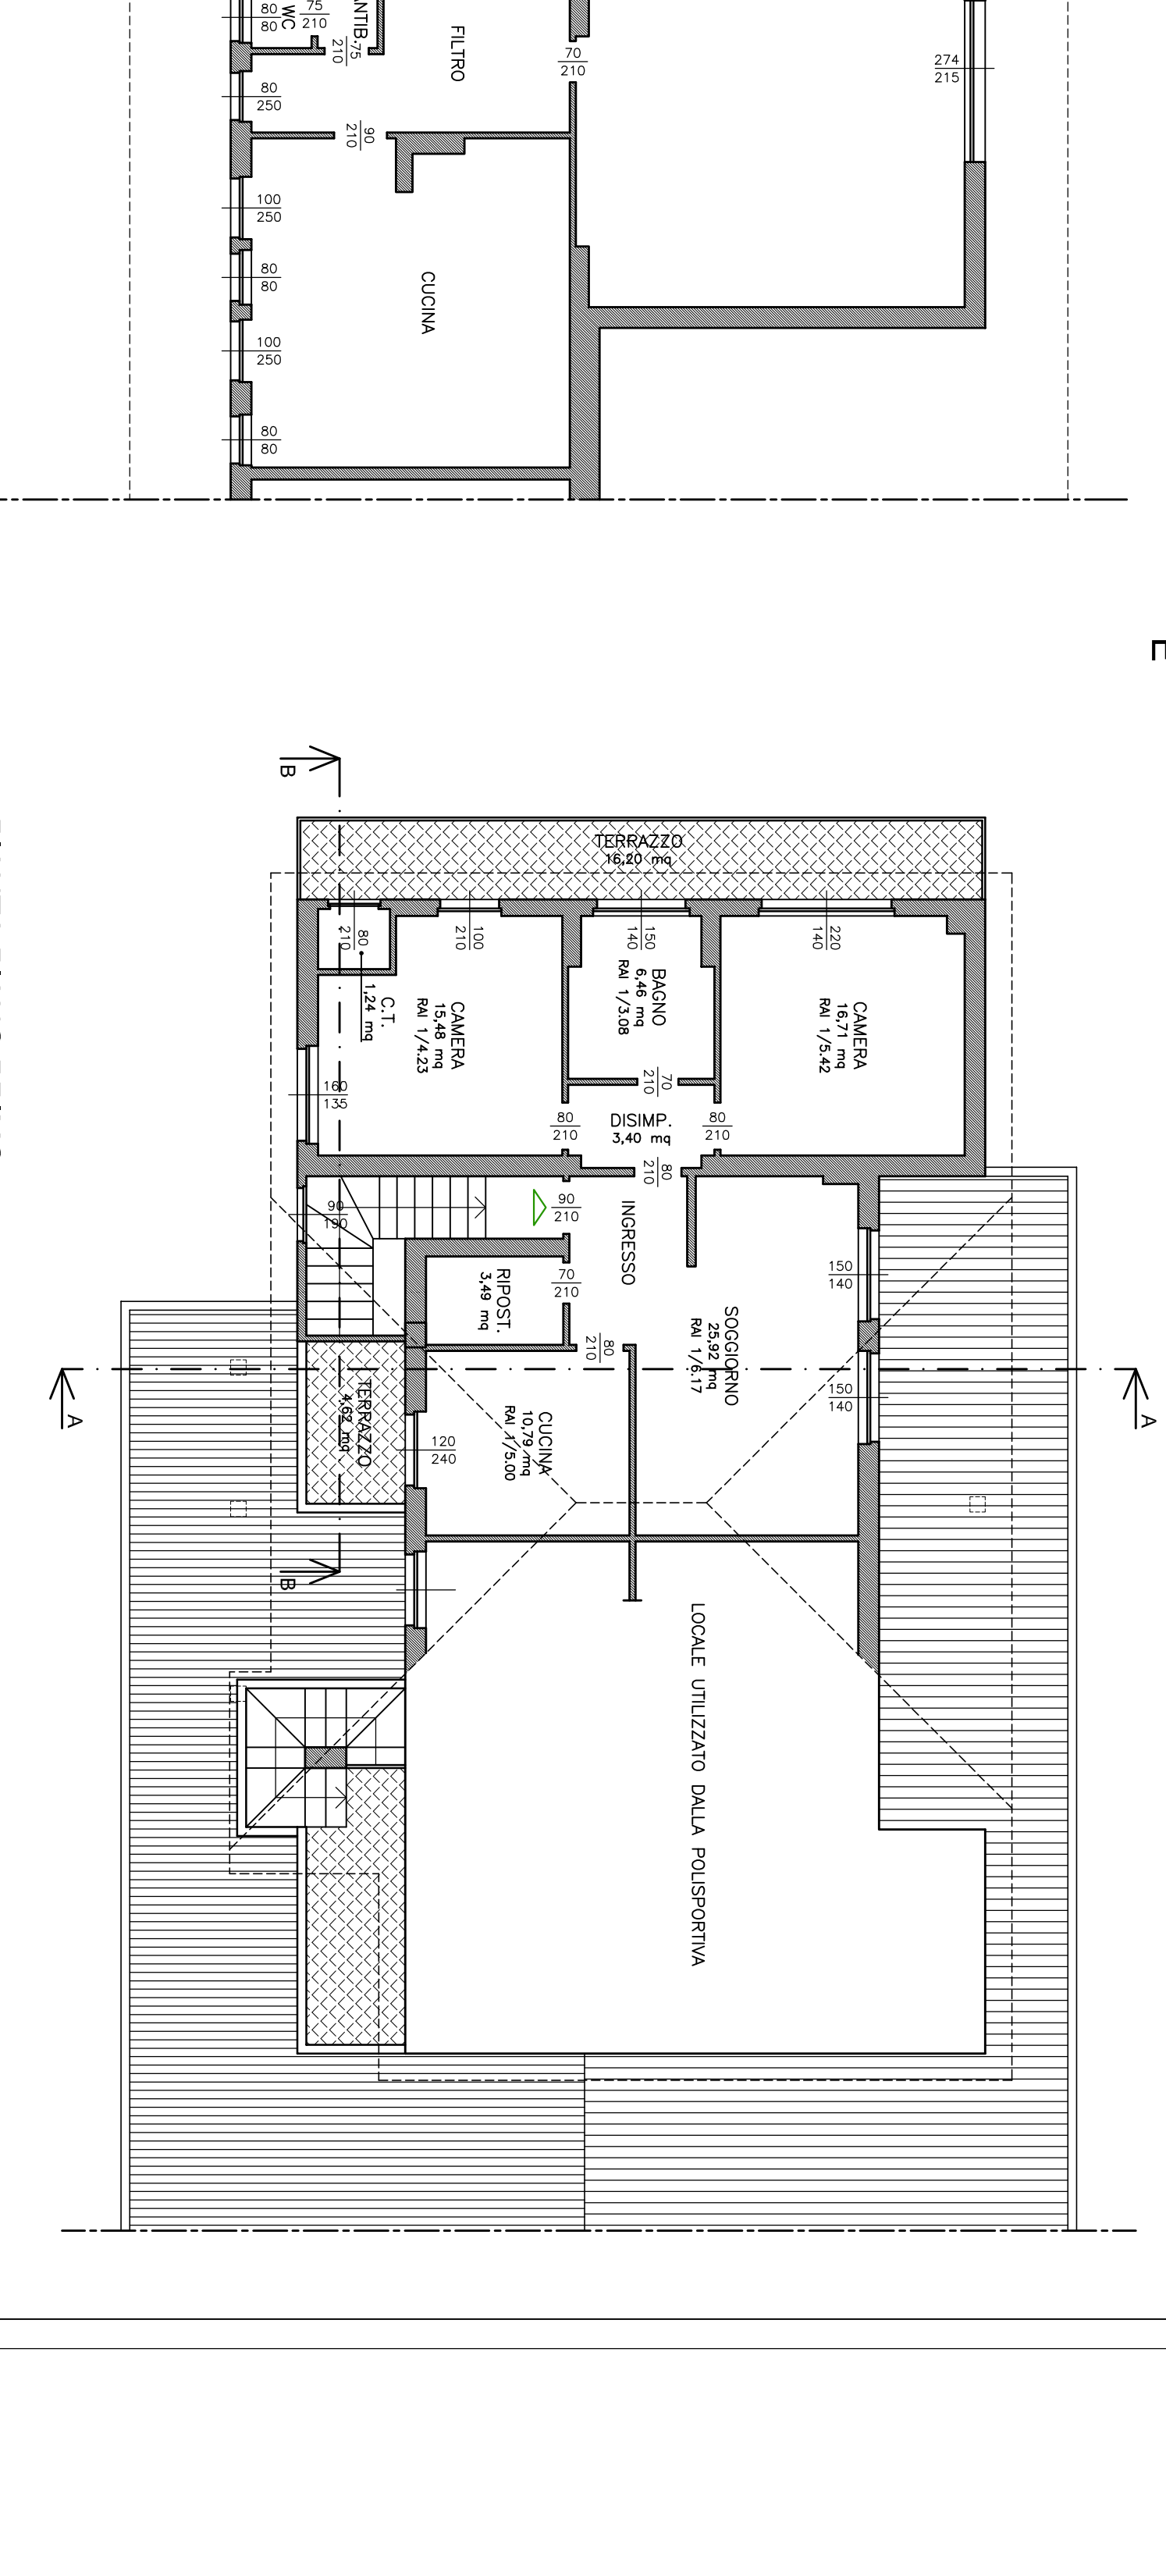 80
80
WC
75
210
ANTIB.
75
210
FILTRO
70
210
274
215
80
250
90
210
100
250
80
80
CUCINA
100
250
80
80
B
TERRAZZO
16,20 mq
80
210
100
210
150
140
220
140
C.T.
1,24 mq
CAMERA
15,48 mq
RAI 1/4.23
BAGNO
6,46 mq
RAI 1/3.08
CAMERA
16,71 mq
RAI 1/5.42
160
135
70
210
80
210
DISIMP.
3,40 mq
80
210
80
210
90
190
90
210
INGRESSO
RIPOST.
3,49 mq
70
210
150
140
80
210
SOGGIORNO
25,92 mq
RAI 1/6.17
150
140
A
A
TERRAZZO
4,62 mq
120
240
CUCINA
10,79 mq
RAI 1/5.00
B
LOCALE UTILIZZATO DALLA POLISPORTIVA